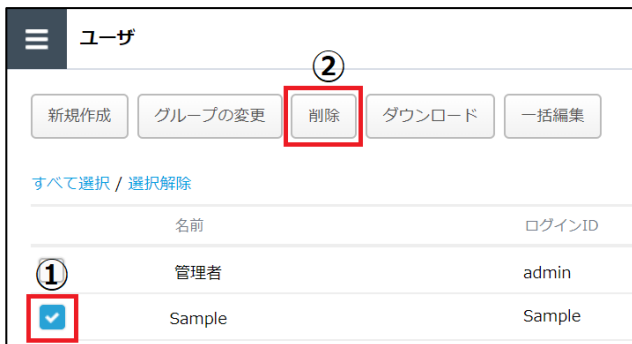 ユーザ
②
新規作成 グループの変更 削除 ダウンロード 一括編集
すべて選択 / 選択解除
名前 ログインID
① 管理者 admin
Sample Sample